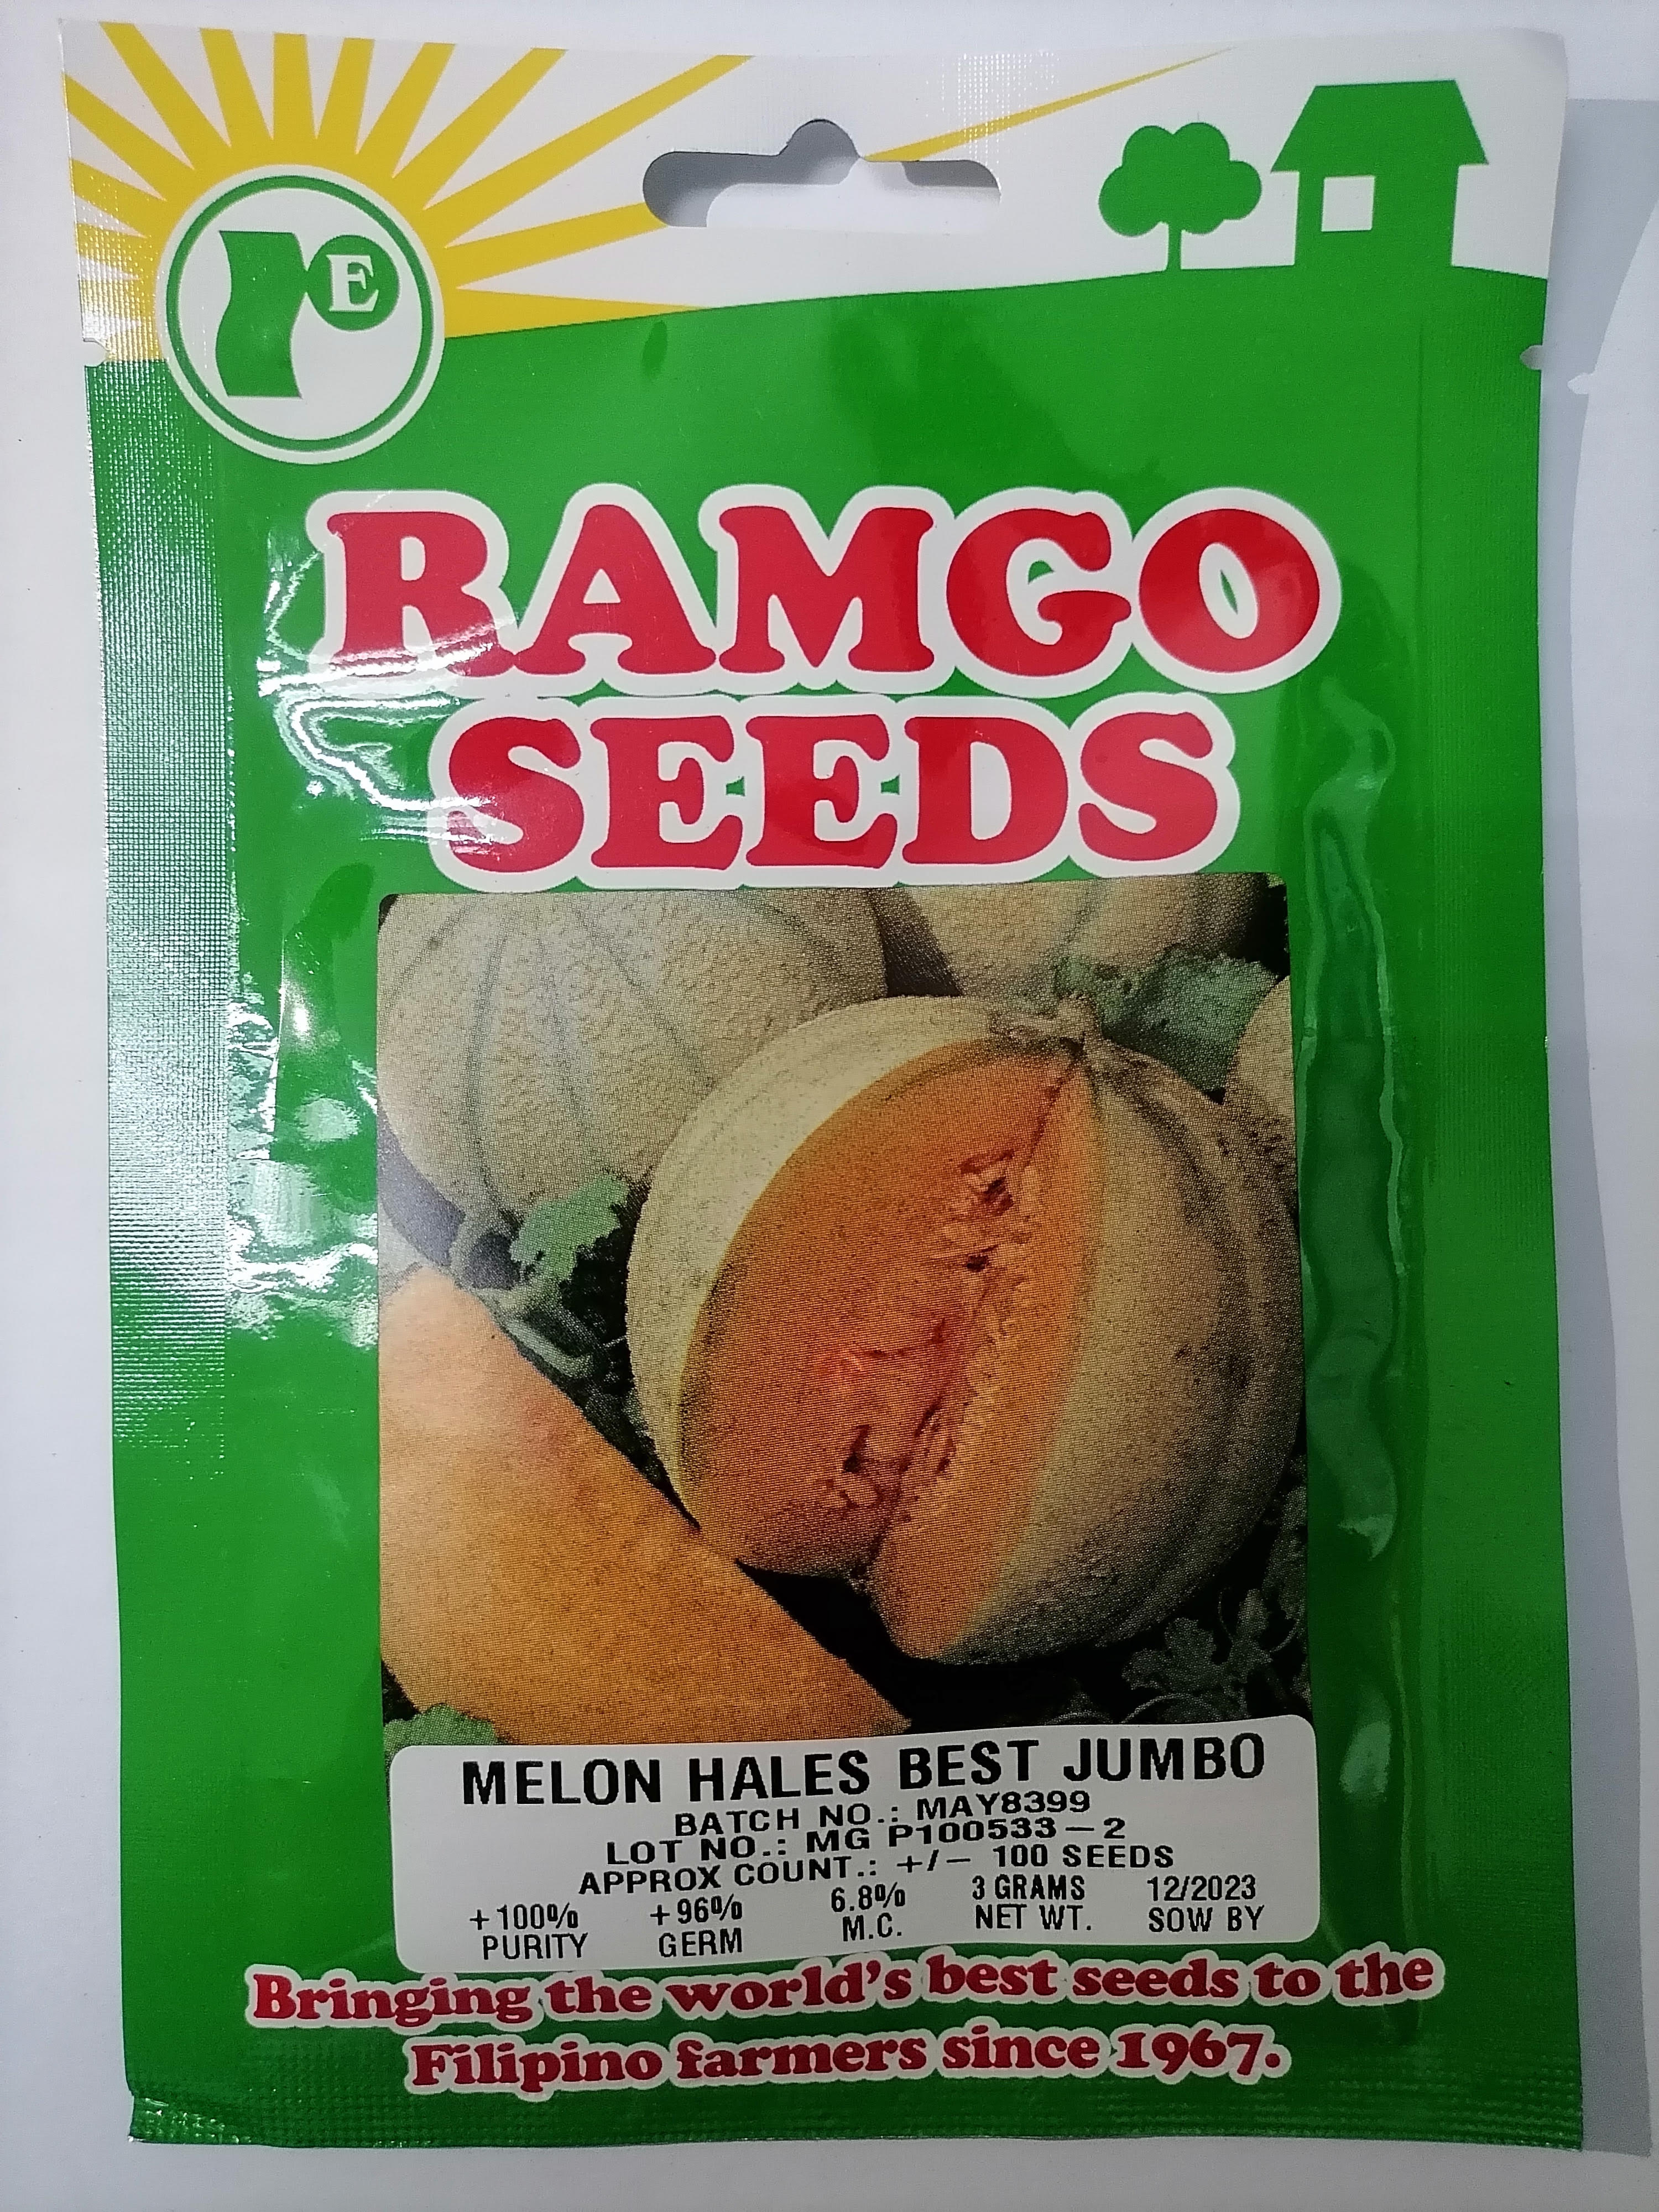 r E
RAMGO
SEEDS
MELON HALES BEST JUMBO
BATCH NO.: MAY8399
LOT NO.: MG P100533-2
APPROX COUNT.: +/- 100 SEEDS
+100% +96% 6.8% 3 GRAMS 12/2023
PURITY GERM M.C. NET WT. SOW BY
Bringing the world's best seeds to the
Filipino farmers since 1967.